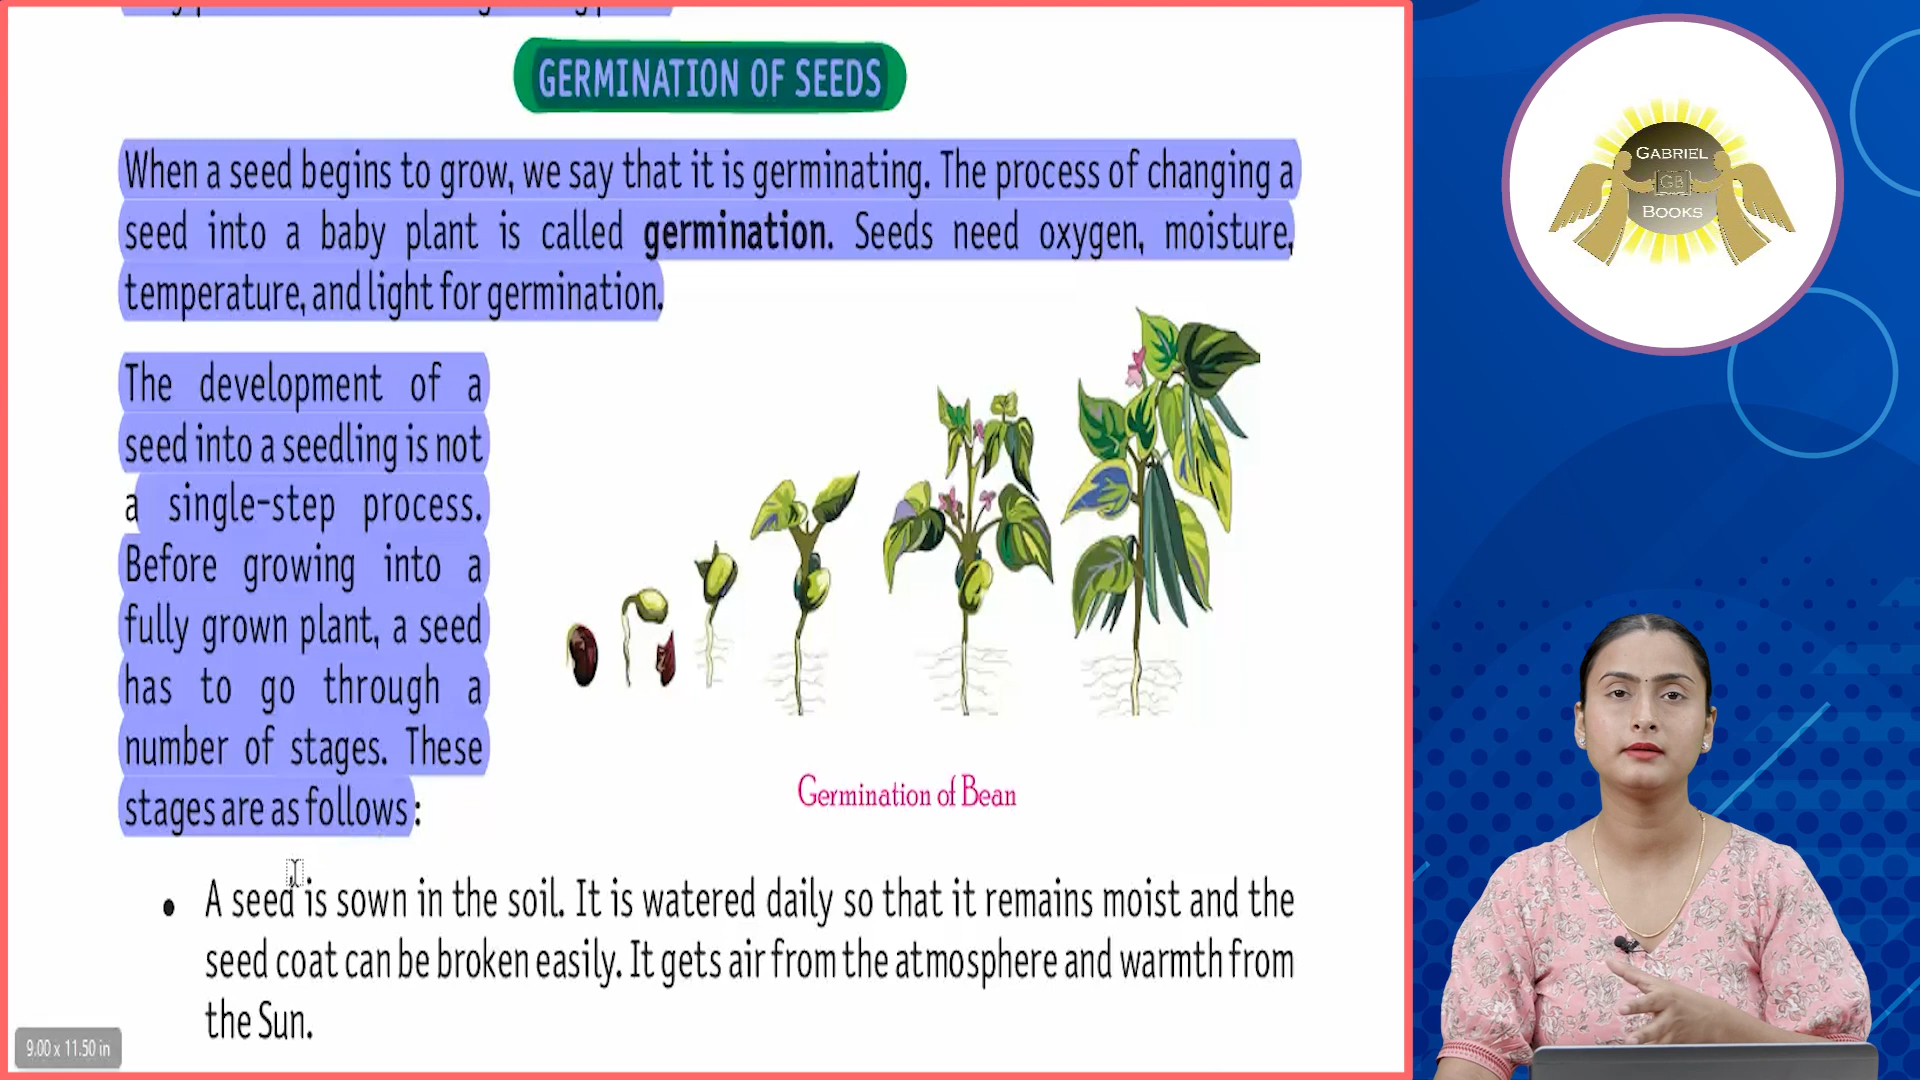 GERMINATION OF SEEDS
When a seed begins to grow, we say that it is germinating. The process of changing a
seed into a baby plant is called germination. Seeds need oxygen, moisture,
temperature, and light for germination.
The development of a
seed into a seedling is not
a single-step process.
Before growing into a
fully grown plant, a seed
has to go through a
number of stages. These
stages are as follows:
Germination of Bean
• A seed is sown in the soil. It is watered daily so that it remains moist and the
seed coat can be broken easily. It gets air from the atmosphere and warmth from
the Sun.
9.00 x 11.50 in
GABRIEL
GB
BOOKS